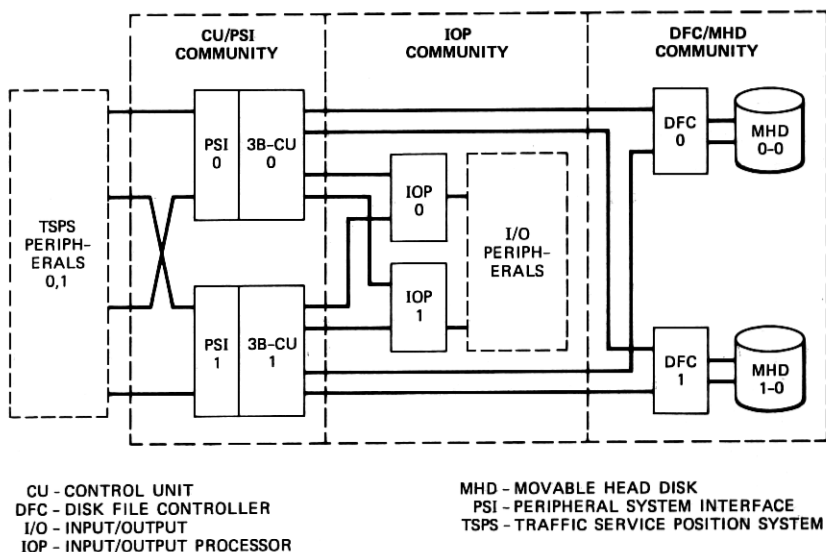 CU/PSI
COMMUNITY
IOP
COMMUNITY
DFC/MHD
COMMUNITY
TSPS
PERIPH-
ERALS
0,1
PSI
0
3B-CU
0
PSI
1
3B-CU
1
IOP
0
IOP
1
I/O
PERIPH-
ERALS
DFC
0
MHD
0-0
DFC
1
MHD
1-0
CU - CONTROL UNIT
DFC - DISK FILE CONTROLLER
I/O - INPUT/OUTPUT
IOP - INPUT/OUTPUT PROCESSOR
MHD - MOVABLE HEAD DISK
PSI - PERIPHERAL SYSTEM INTERFACE
TSPS - TRAFFIC SERVICE POSITION SYSTEM